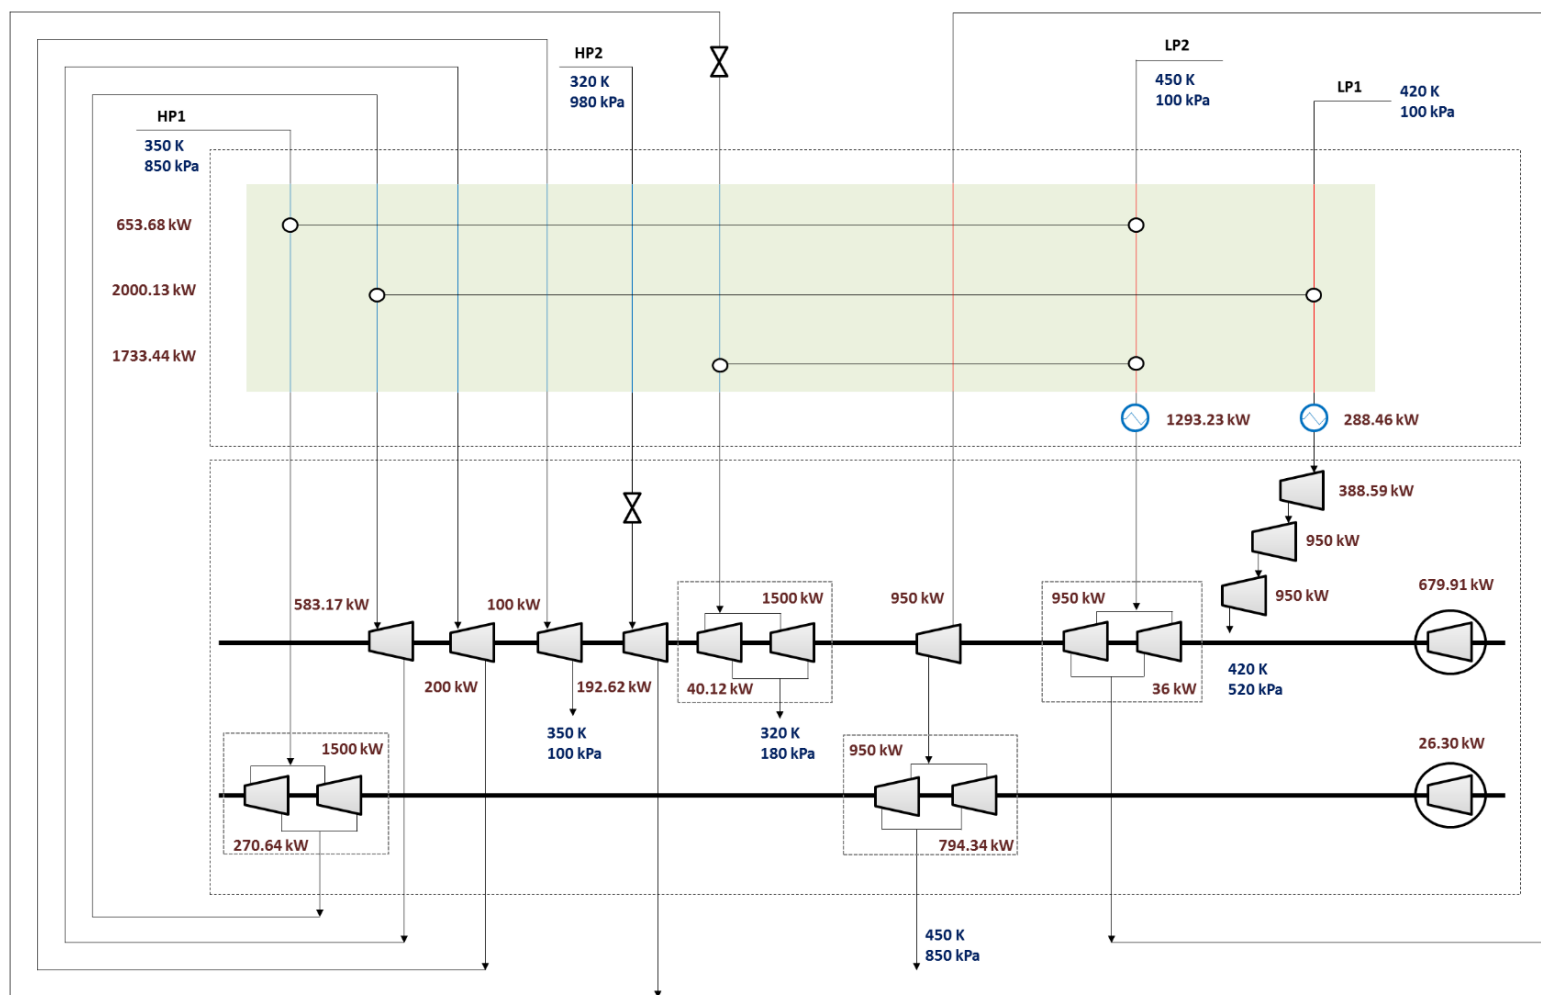 HP2
320 K
980 kPa
LP2
450 K
100 kPa
LP1
420 K
100 kPa
HP1
350 K
850 kPa
653.68 kW
2000.13 kW
1733.44 kW
1293.23 kW
288.46 kW
388.59 kW
950 kW
950 kW
583.17 kW
100 kW
1500 kW
950 kW
950 kW
679.91 kW
200 kW
192.62 kW
40.12 kW
36 kW
420 K
520 kPa
350 K
100 kPa
320 K
180 kPa
1500 kW
950 kW
26.30 kW
270.64 kW
794.34 kW
450 K
850 kPa